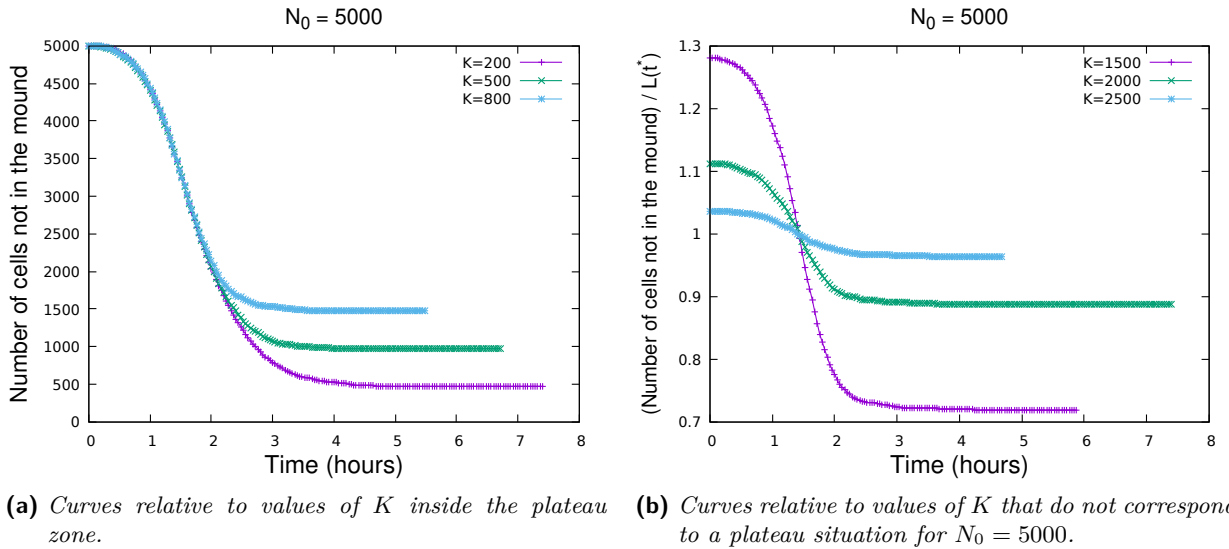 N0 = 5000
Number of cells not in the mound
5000
4500
4000
3500
3000
2500
2000
1500
1000
500
0
K=200
K=500
K=800
0 1 2 3 4 5 6 7 8
Time (hours)
N0 = 5000
(Number of cells not in the mound) / L(t*)
1.3
1.2
1.1
1
0.9
0.8
0.7
K=1500
K=2000
K=2500
0 1 2 3 4 5 6 7 8
Time (hours)
(a) Curves relative to values of K inside the plateau
zone.
(b) Curves relative to values of K that do not correspond
to a plateau situation for N0 = 5000.